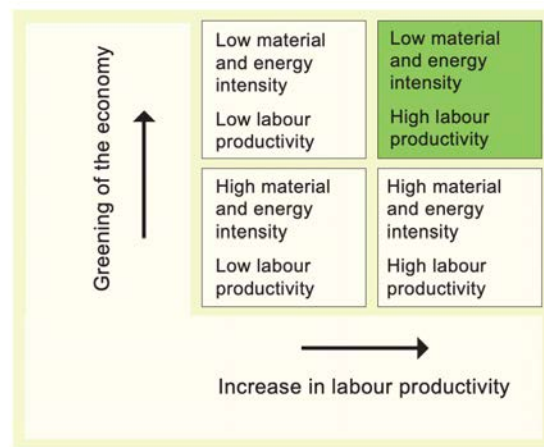 Greening of the economy
Low material
and energy
intensity
Low labour
productivity
Low material
and energy
intensity
High labour
productivity
High material
and energy
intensity
Low labour
productivity
High material
and energy
intensity
High labour
productivity
Increase in labour productivity